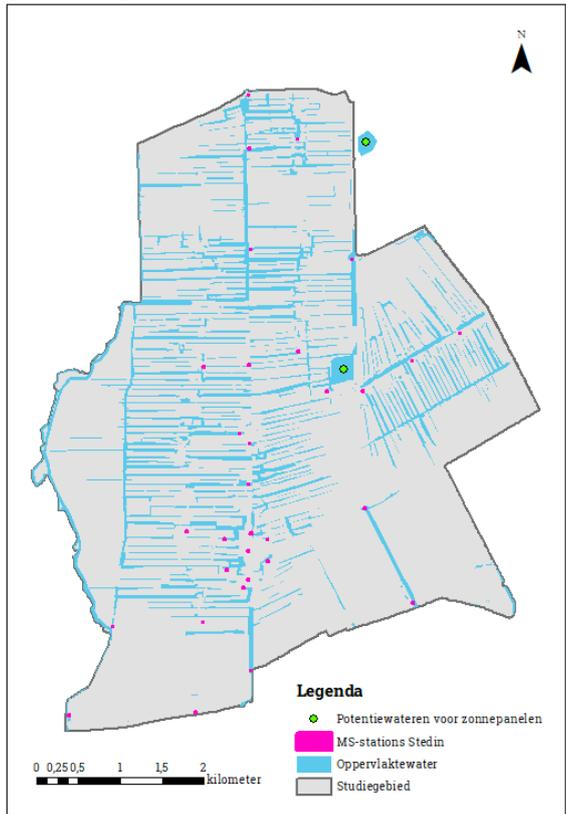 N
Legenda
Potentiewateren voor zonnepanelen
MS-stations Stedin
Oppervlaktewater
Studiegebied
0 0,25 0,5 1 1,5 2
kilometer